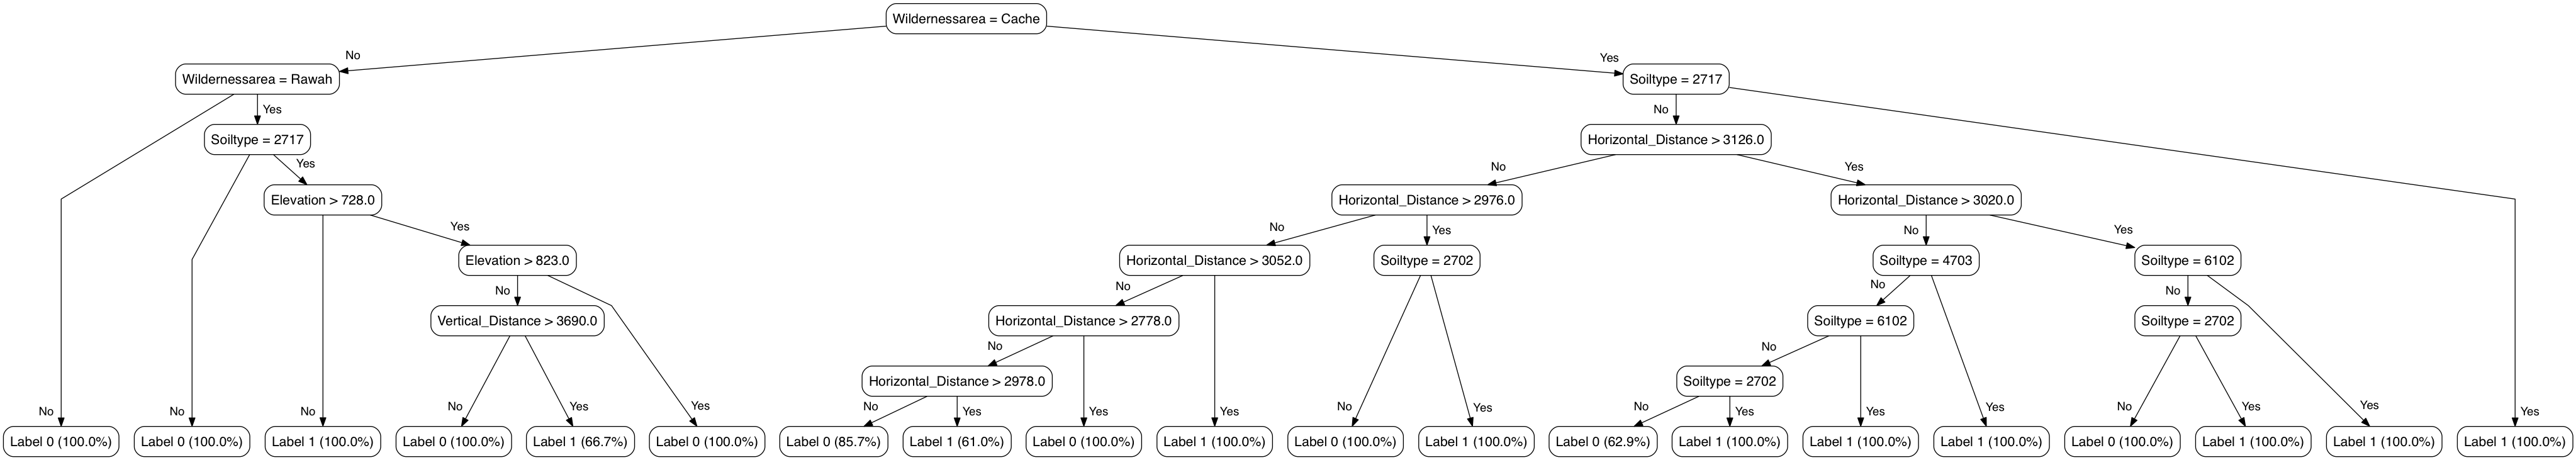 Wildernessarea = Cache
No
Yes
Wildernessarea = Rawah
Soiltype = 2717
Yes
No
Soiltype = 2717
Horizontal_Distance > 3126.0
Yes
No
Yes
Elevation > 728.0
Horizontal_Distance > 2976.0
Horizontal_Distance > 3020.0
Yes
No
Yes
No
Yes
Elevation > 823.0
Horizontal_Distance > 3052.0
Soiltype = 2702
Soiltype = 4703
Soiltype = 6102
No
No
No
No
Vertical_Distance > 3690.0
Horizontal_Distance > 2778.0
Soiltype = 6102
Soiltype = 2702
No
No
Horizontal_Distance > 2978.0
Soiltype = 2702
No
No
No
No
Yes
Yes
No
Yes
Yes
Yes
No
Yes
No
Yes
Yes
Yes
No
Yes
Yes
Yes
Label 0 (100.0%)
Label 0 (100.0%)
Label 1 (100.0%)
Label 0 (100.0%)
Label 1 (66.7%)
Label 0 (100.0%)
Label 0 (85.7%)
Label 1 (61.0%)
Label 0 (100.0%)
Label 1 (100.0%)
Label 0 (100.0%)
Label 1 (100.0%)
Label 0 (62.9%)
Label 1 (100.0%)
Label 1 (100.0%)
Label 1 (100.0%)
Label 0 (100.0%)
Label 1 (100.0%)
Label 1 (100.0%)
Label 1 (100.0%)